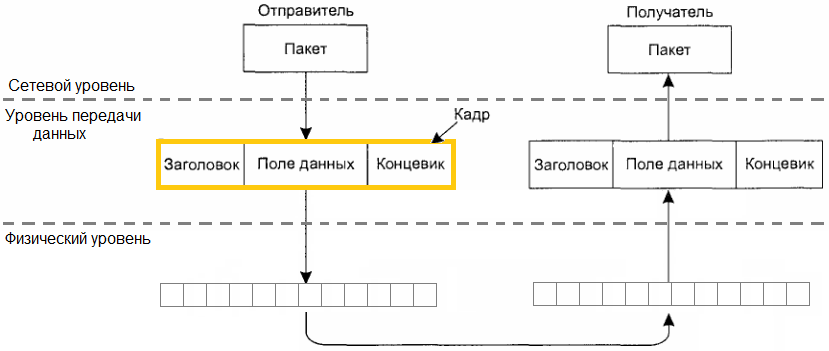 Отправитель
Получатель
Пакет
Пакет
Сетевой уровень
Уровень передачи
данных
Кадр
Заголовок
Поле данных
Концевик
Заголовок
Поле данных
Концевик
Физический уровень